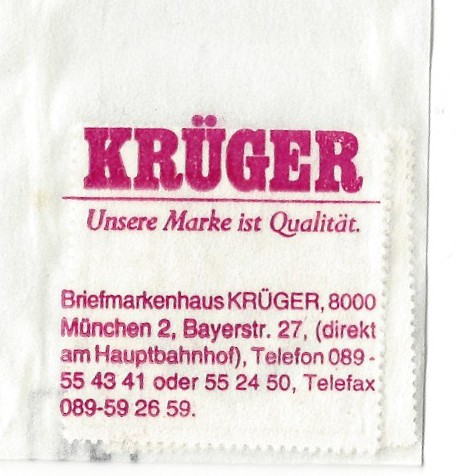 KRÜGER
Unsere Marke ist Qualität.
Briefmarkenhaus KRÜGER, 8000
München 2, Bayerstr. 27, (direkt
am Hauptbahnhof), Telefon 089 -
55 43 41 oder 55 24 50, Telefax
089-59 26 59.